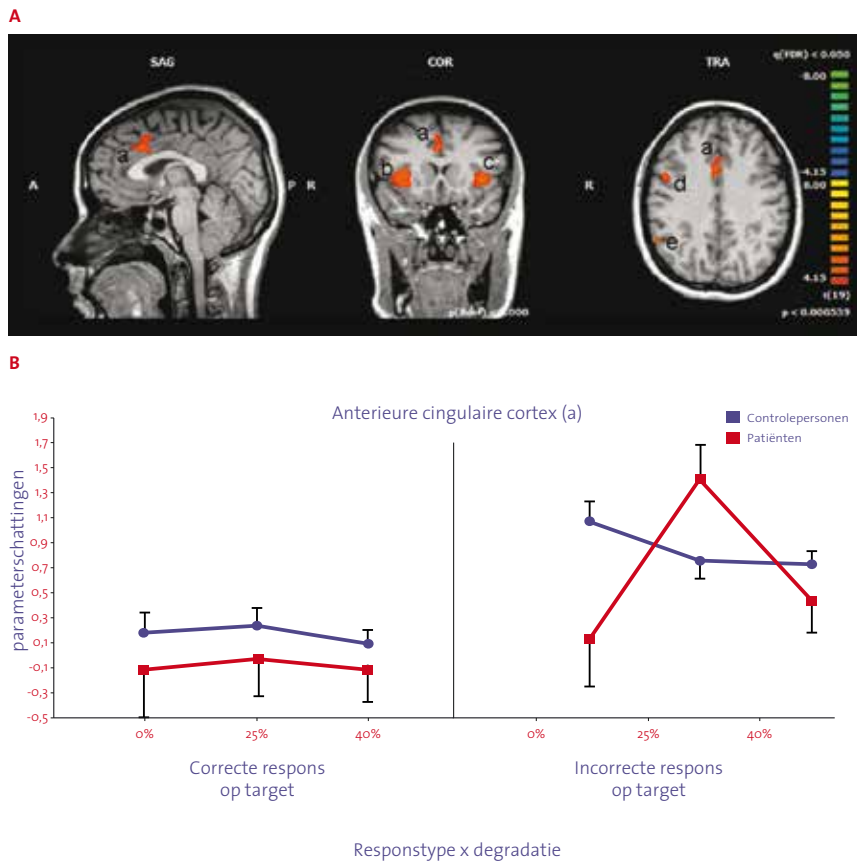 A
SAG
COR
TRA
q(FDR) < 0.050
-8.00
-4.15
8.00
4.15
t(19)
p < 0.000539
A
P
R
R
a
a
b
c
a
d
e
B
Anterieure cingulaire cortex (a)
Controlepersonen
Patiënten
parameterschattingen
1,9
1,7
1,5
1,3
1,1
0,9
0,7
0,5
0,3
0,1
-0,1
-0,3
-0,5
0%
25%
40%
0%
25%
40%
Correcte respons
op target
Incorrecte respons
op target
Responstype x degradatie